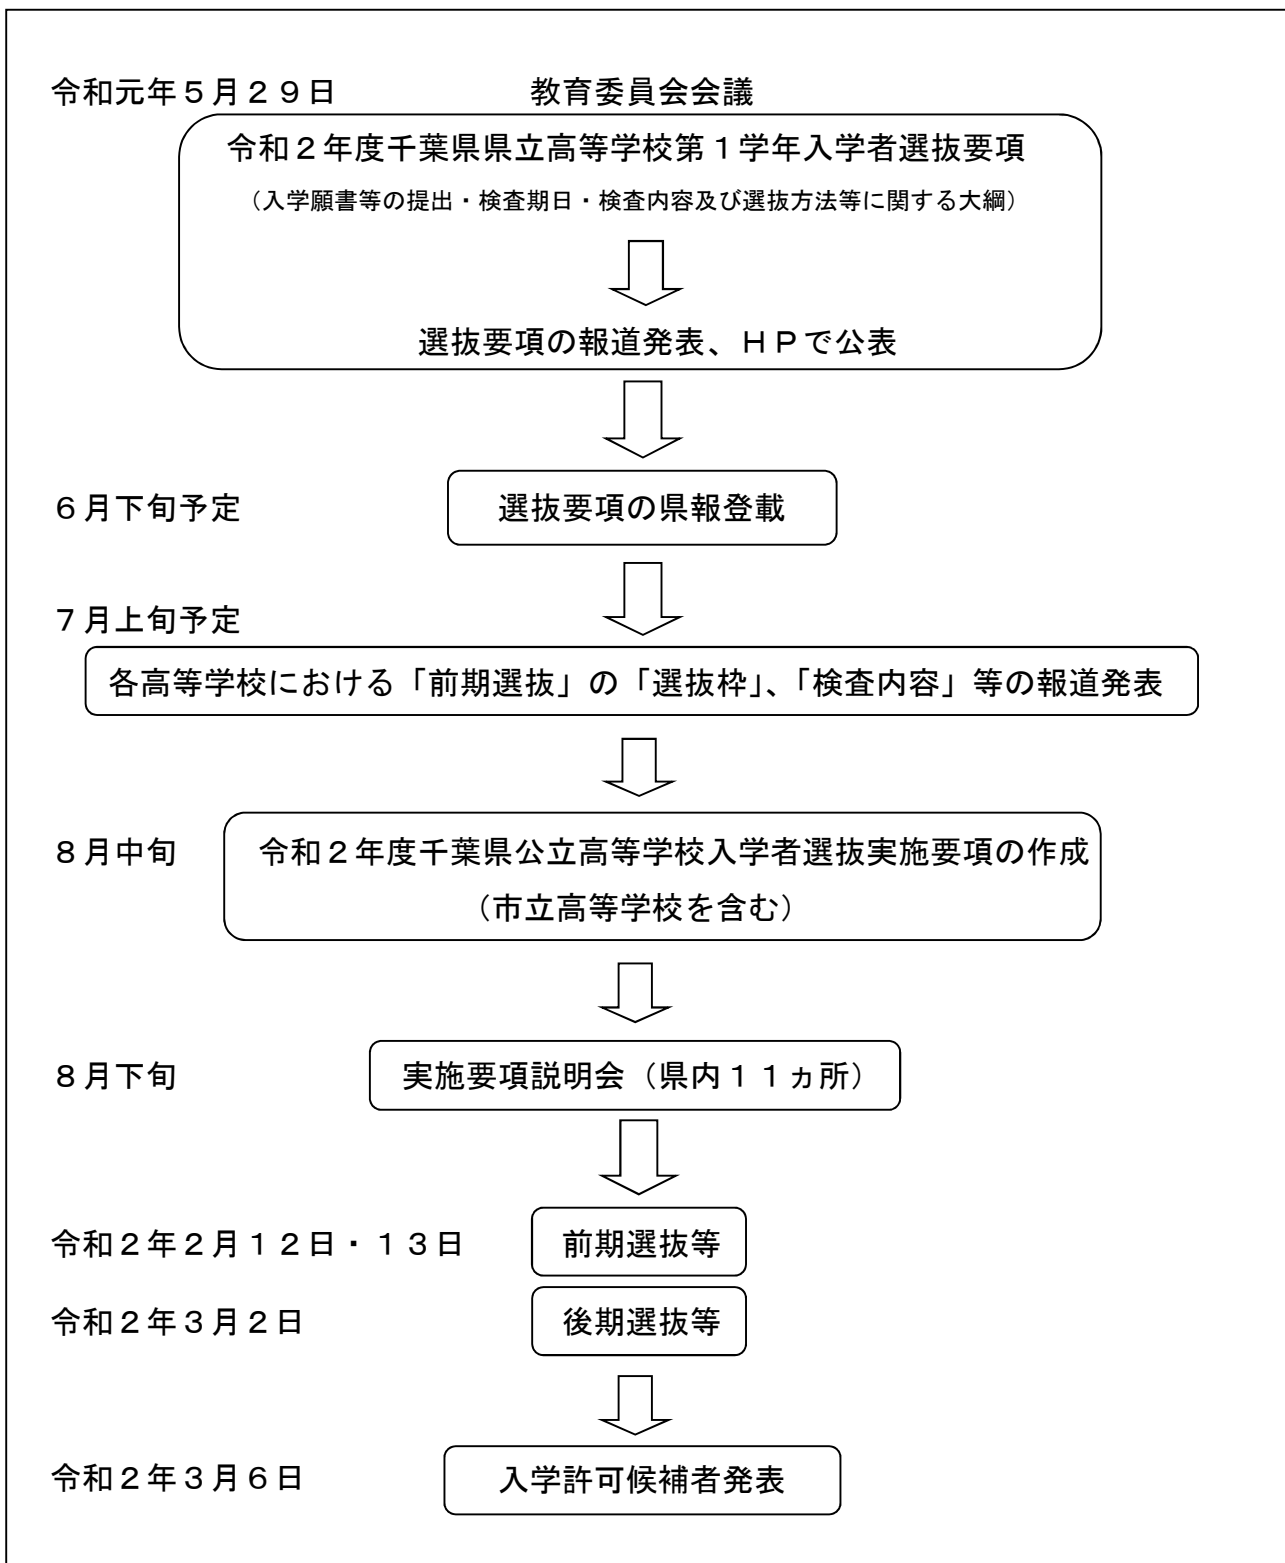 令和元年５月２９日 教育委員会会議
令和２年度千葉県県立高等学校第１学年入学者選抜要項
（入学願書等の提出・検査期日・検査内容及び選抜方法等に関する大綱）
選抜要項の報道発表、ＨＰで公表
６月下旬予定 選抜要項の県報登載
７月上旬予定
各高等学校における「前期選抜」の「選抜枠」、「検査内容」等の報道発表
８月中旬 令和２年度千葉県公立高等学校入学者選抜実施要項の作成
（市立高等学校を含む）
８月下旬 実施要項説明会（県内１１ヵ所）
令和２年２月１２日・１３日 前期選抜等
令和２年３月２日 後期選抜等
令和２年３月６日 入学許可候補者発表